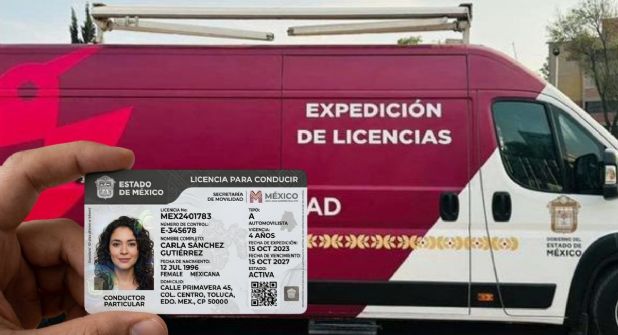 EXPEDICIÓN
DE LICENCIAS
AD
GOBIERNO DEL
ESTADO DE
MÉXICO
ESTADO
DE MÉXICO
LICENCIA PARA CONDUCIR
SECRETARÍA
DE MOVILIDAD
MÉXICO
LICENCIA No:
MEX2401783
NÚMERO DE CONTROL:
E-345678
NOMBRE COMPLETO:
CARLA SÁNCHEZ
GUTIÉRREZ
FECHA DE NACIMIENTO:
12 JUL 1996
FEMALE MEXICANA
DOMICILIO:
CALLE PRIMAVERA 45,
COL. CENTRO, TOLUCA,
EDO. MEX., CP 50000
TIPO:
A
AUTOMOVILISTA
VIGENCIA:
4 AÑOS
FECHA DE EXPEDICIÓN:
15 OCT 2023
FECHA DE VENCIMIENTO:
15 OCT 2027
ESTADO:
ACTIVA
CONDUCTOR
PARTICULAR